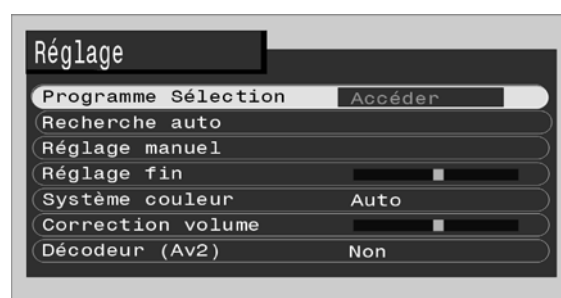 Réglage
Programme Sélection Accéder
Recherche auto
Réglage manuel
Réglage fin
Système couleur Auto
Correction volume
Décodeur (Av2) Non